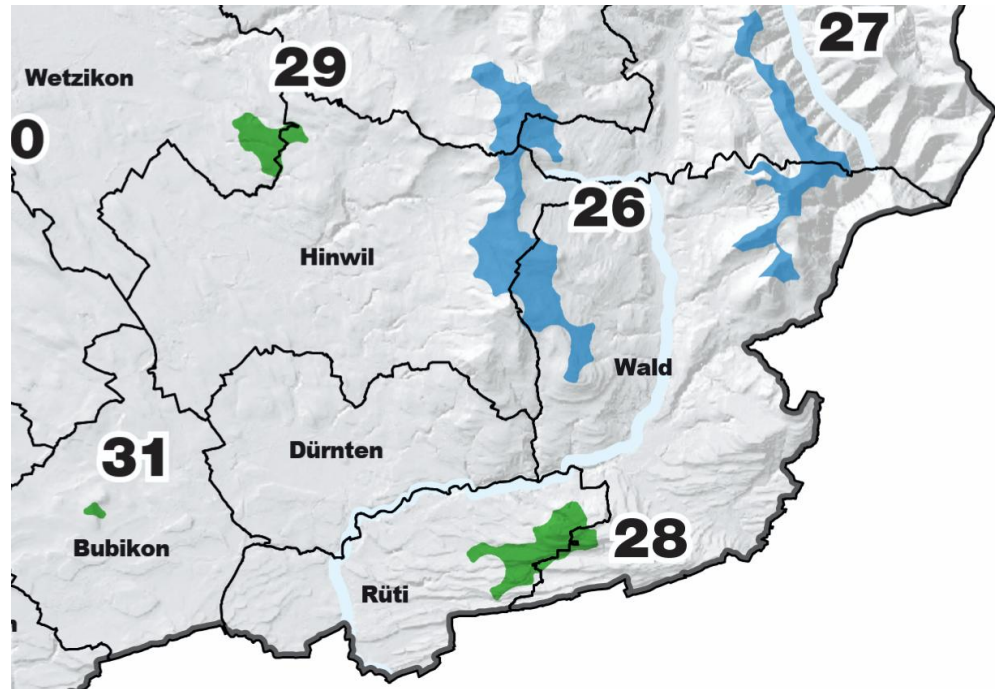 27
29
Wetzikon
0
26
Hinwil
Wald
Dürnten
31
28
Bubikon
Rüti
n